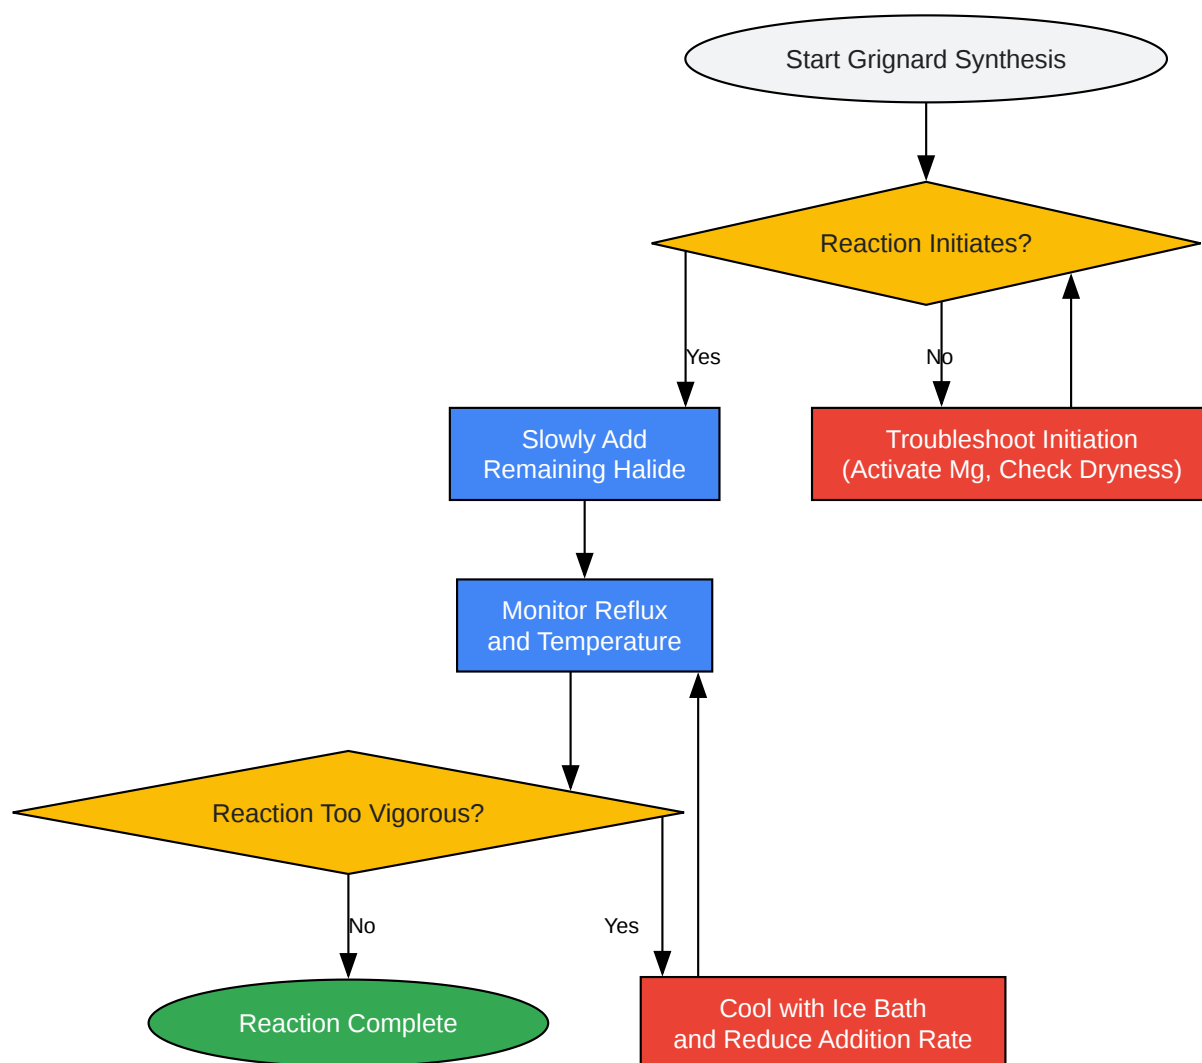 Start Grignard Synthesis
Reaction Initiates?
Yes
No
Slowly Add
Remaining Halide
Troubleshoot Initiation
(Activate Mg, Check Dryness)
Monitor Reflux
and Temperature
Reaction Too Vigorous?
No
Yes
Reaction Complete
Cool with Ice Bath
and Reduce Addition Rate